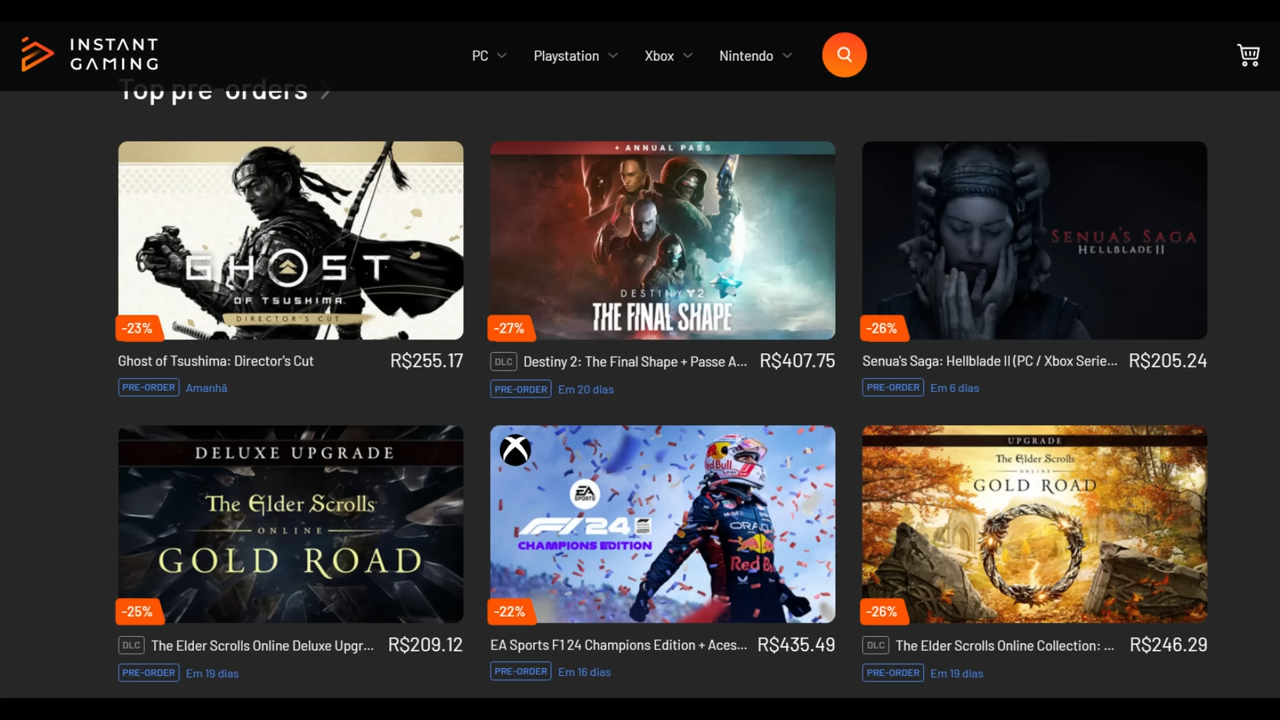 INSTANT
GAMING
PC
Playstation
Xbox
Nintendo
Top pre-orders
+ ANNUAL PASS
GHOST
OF TSUSHIMA
DIRECTOR'S CUT
DESTINY 2
THE FINAL SHAPE
SENUA'S SAGA
HELLBLADE II
-23%
-27%
-26%
Ghost of Tsushima: Director's Cut
R$255.17
DLC
Destiny 2: The Final Shape + Passe A...
R$407.75
Senua's Saga: Hellblade II (PC / Xbox Serie...
R$205.24
PRE-ORDER
Amanhã
PRE-ORDER
Em 20 dias
PRE-ORDER
Em 6 dias
DELUXE UPGRADE
The Elder Scrolls
ONLINE
GOLD ROAD
EA
SPORTS
F1 24
CHAMPIONS EDITION
Red Bull
ORACLE
Red Bull
UPGRADE
The Elder Scrolls
ONLINE
GOLD ROAD
-25%
-22%
-26%
DLC
The Elder Scrolls Online Deluxe Upgr...
R$209.12
EA Sports F1 24 Champions Edition + Aces...
R$435.49
DLC
The Elder Scrolls Online Collection: ...
R$246.29
PRE-ORDER
Em 19 dias
PRE-ORDER
Em 16 dias
PRE-ORDER
Em 19 dias